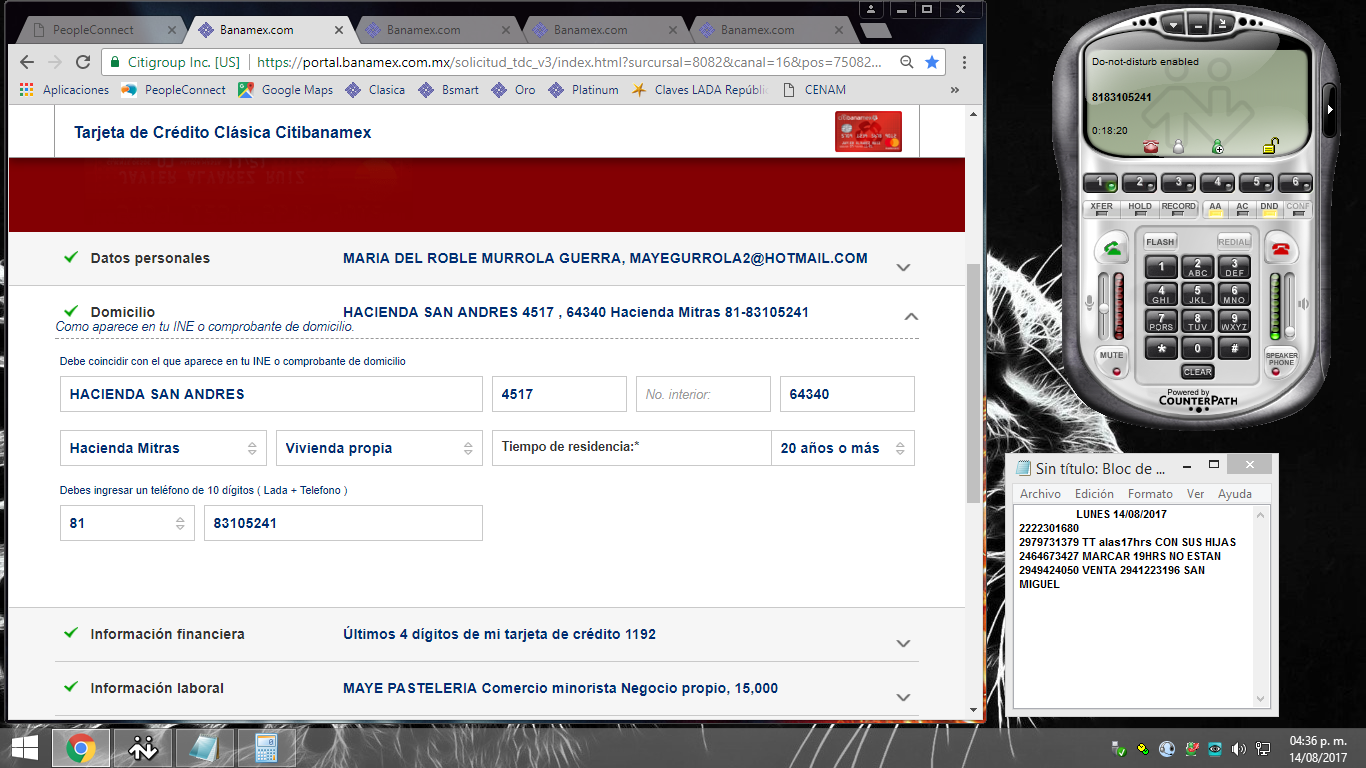 PeopleConnect
Banamex.com
Banamex.com
Banamex.com
Banamex.com
Citigroup Inc. [US]
https://portal.banamex.com.mx/solicitud_tdc_v3/index.html?surcursal=8082&canal=16&pos=75082...
Aplicaciones
PeopleConnect
Google Maps
Clasica
Bsmart
Oro
Platinum
Claves LADA Repúblic
CENAM
»
Tarjeta de Crédito Clásica Citibanamex
citibanamex
JAVIER ALVAREZ RUIZ
Datos personales
MARIA DEL ROBLE MURROLA GUERRA, MAYEGURROLA2@HOTMAIL.COM
Domicilio
HACIENDA SAN ANDRES 4517 , 64340 Hacienda Mitras 81-83105241
Como aparece en tu INE o comprobante de domicilio.
Debe coincidir con el que aparece en tu INE o comprobante de domicilio
HACIENDA SAN ANDRES
4517
No. interior:
64340
Hacienda Mitras
Vivienda propia
Tiempo de residencia:*
20 años o más
Debes ingresar un teléfono de 10 dígitos ( Lada + Telefono )
81
83105241
Información financiera
Últimos 4 dígitos de mi tarjeta de crédito 1192
Información laboral
MAYE PASTELERIA Comercio minorista Negocio propio, 15,000
Do-not-disturb enabled
8183105241
0:18:20
1 2 3 4 5 6
XFER HOLD RECORD AA AC DND CONF
FLASH
REDIAL
1
2 ABC
3 DEF
4 GHI
5 JKL
6 MNO
7 PQRS
8 TUV
9 WXYZ
*
0
#
MUTE
SPEAKER PHONE
CLEAR
Powered by
COUNTERPATH
Sin título: Bloc de ...
Archivo Edición Formato Ver Ayuda
LUNES 14/08/2017
2222301680
2979731379 TT alas17hrs CON SUS HIJAS
2464673427 MARCAR 19HRS NO ESTAN
2949424050 VENTA 2941223196 SAN
MIGUEL
04:36 p. m.
14/08/2017